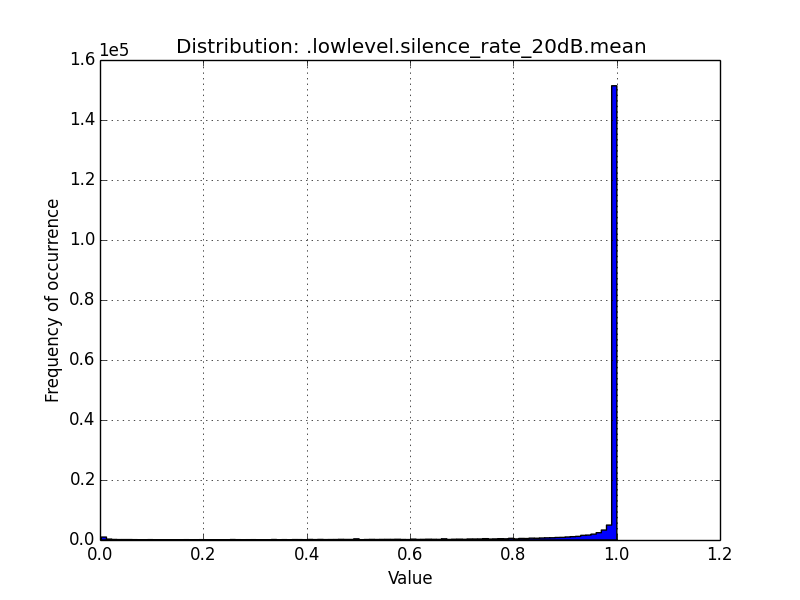 Distribution: .lowlevel.silence_rate_20dB.mean
1e5
1.6
1.4
1.2
1.0
0.8
0.6
0.4
0.2
0.0
Frequency of occurrence
0.0 0.2 0.4 0.6 0.8 1.0 1.2
Value